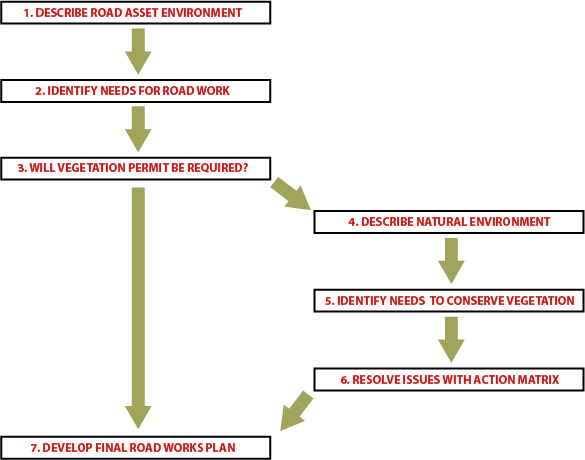 1. DESCRIBE ROAD ASSET ENVIRONMENT
2. IDENTIFY NEEDS FOR ROAD WORK
3. WILL VEGETATION PERMIT BE REQUIRED?
4. DESCRIBE NATURAL ENVIRONMENT
5. IDENTIFY NEEDS TO CONSERVE VEGETATION
6. RESOLVE ISSUES WITH ACTION MATRIX
7. DEVELOP FINAL ROAD WORKS PLAN